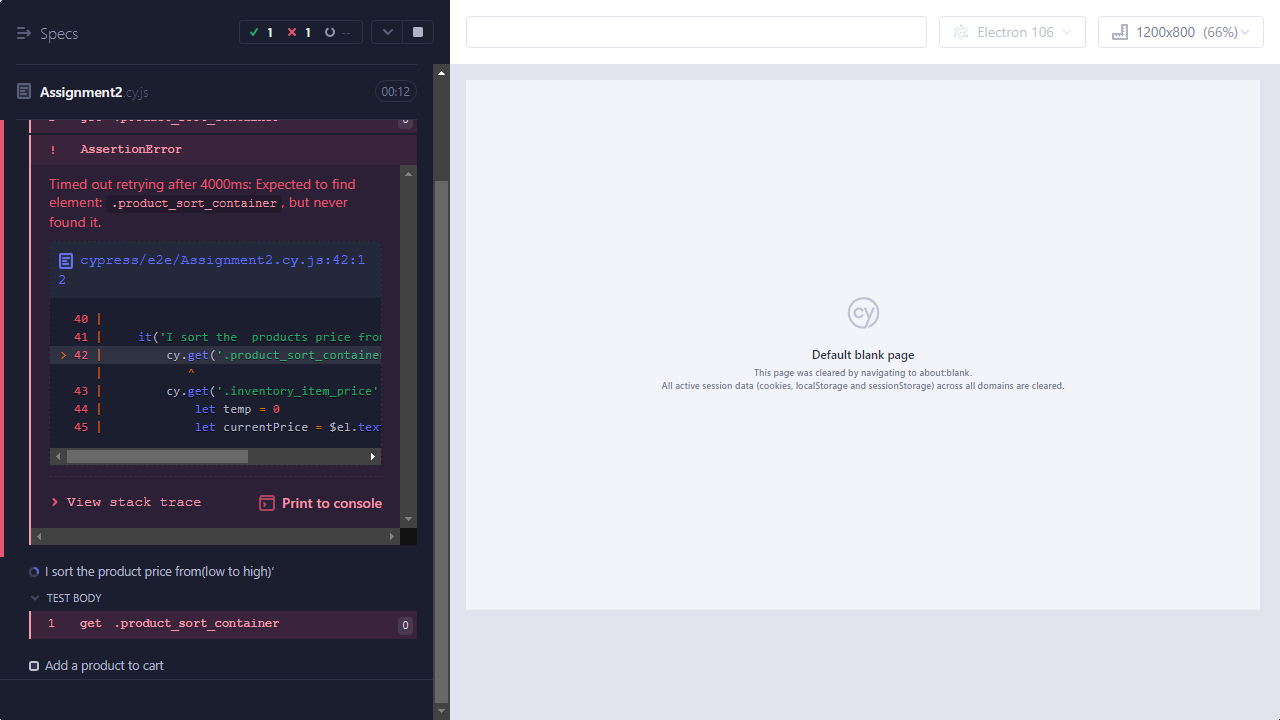 Specs
1 1 --
Electron 106
1200x800 (66%)
Assignment2.cy.js
00:12
get .product_sort_container
! AssertionError
Timed out retrying after 4000ms: Expected to find
element: .product_sort_container, but never
found it.
cypress/e2e/Assignment2.cy.js:42:1
2
40 |
41 | it('I sort the  products price fro
> 42 | cy.get('.product_sort_containe
| ^
43 | cy.get('.inventory_item_price'
44 | let temp = 0
45 | let currentPrice = $el.tex
> View stack trace
Print to console
I sort the product price from(low to high)'
TEST BODY
1 get .product_sort_container 0
Add a product to cart
cy
Default blank page
This page was cleared by navigating to about:blank.
All active session data (cookies, localStorage and sessionStorage) across all domains are cleared.